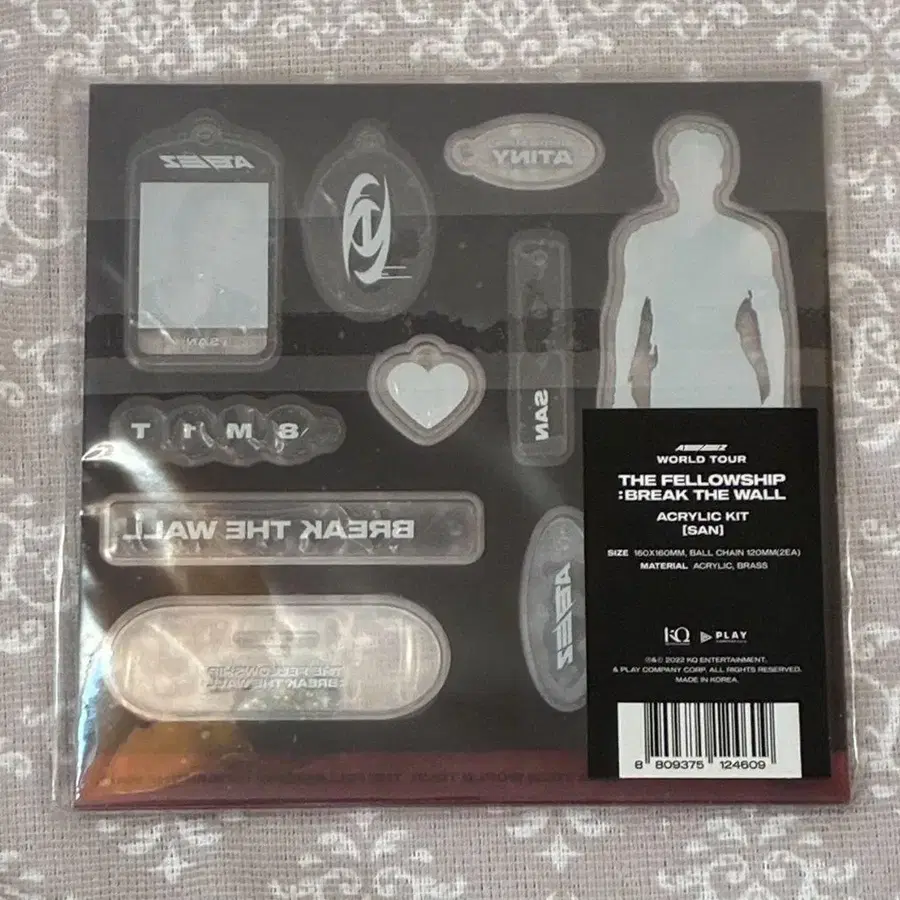 ATEEZ
SAN
ATINY
SAN
8 M 1 T
BREAK THE WALL
THE FELLOWSHIP
:BREAK THE WALL
ATEEZ
ATEEZ
WORLD TOUR
THE FELLOWSHIP
:BREAK THE WALL
ACRYLIC KIT
[SAN]
SIZE 160X160MM, BALL CHAIN 120MM(2EA)
MATERIAL ACRYLIC, BRASS
KQ
PLAY
Ⓟ&© 2022 KQ ENTERTAINMENT.
& PLAY COMPANY CORP. ALL RIGHTS RESERVED.
MADE IN KOREA.
8 809375 124609